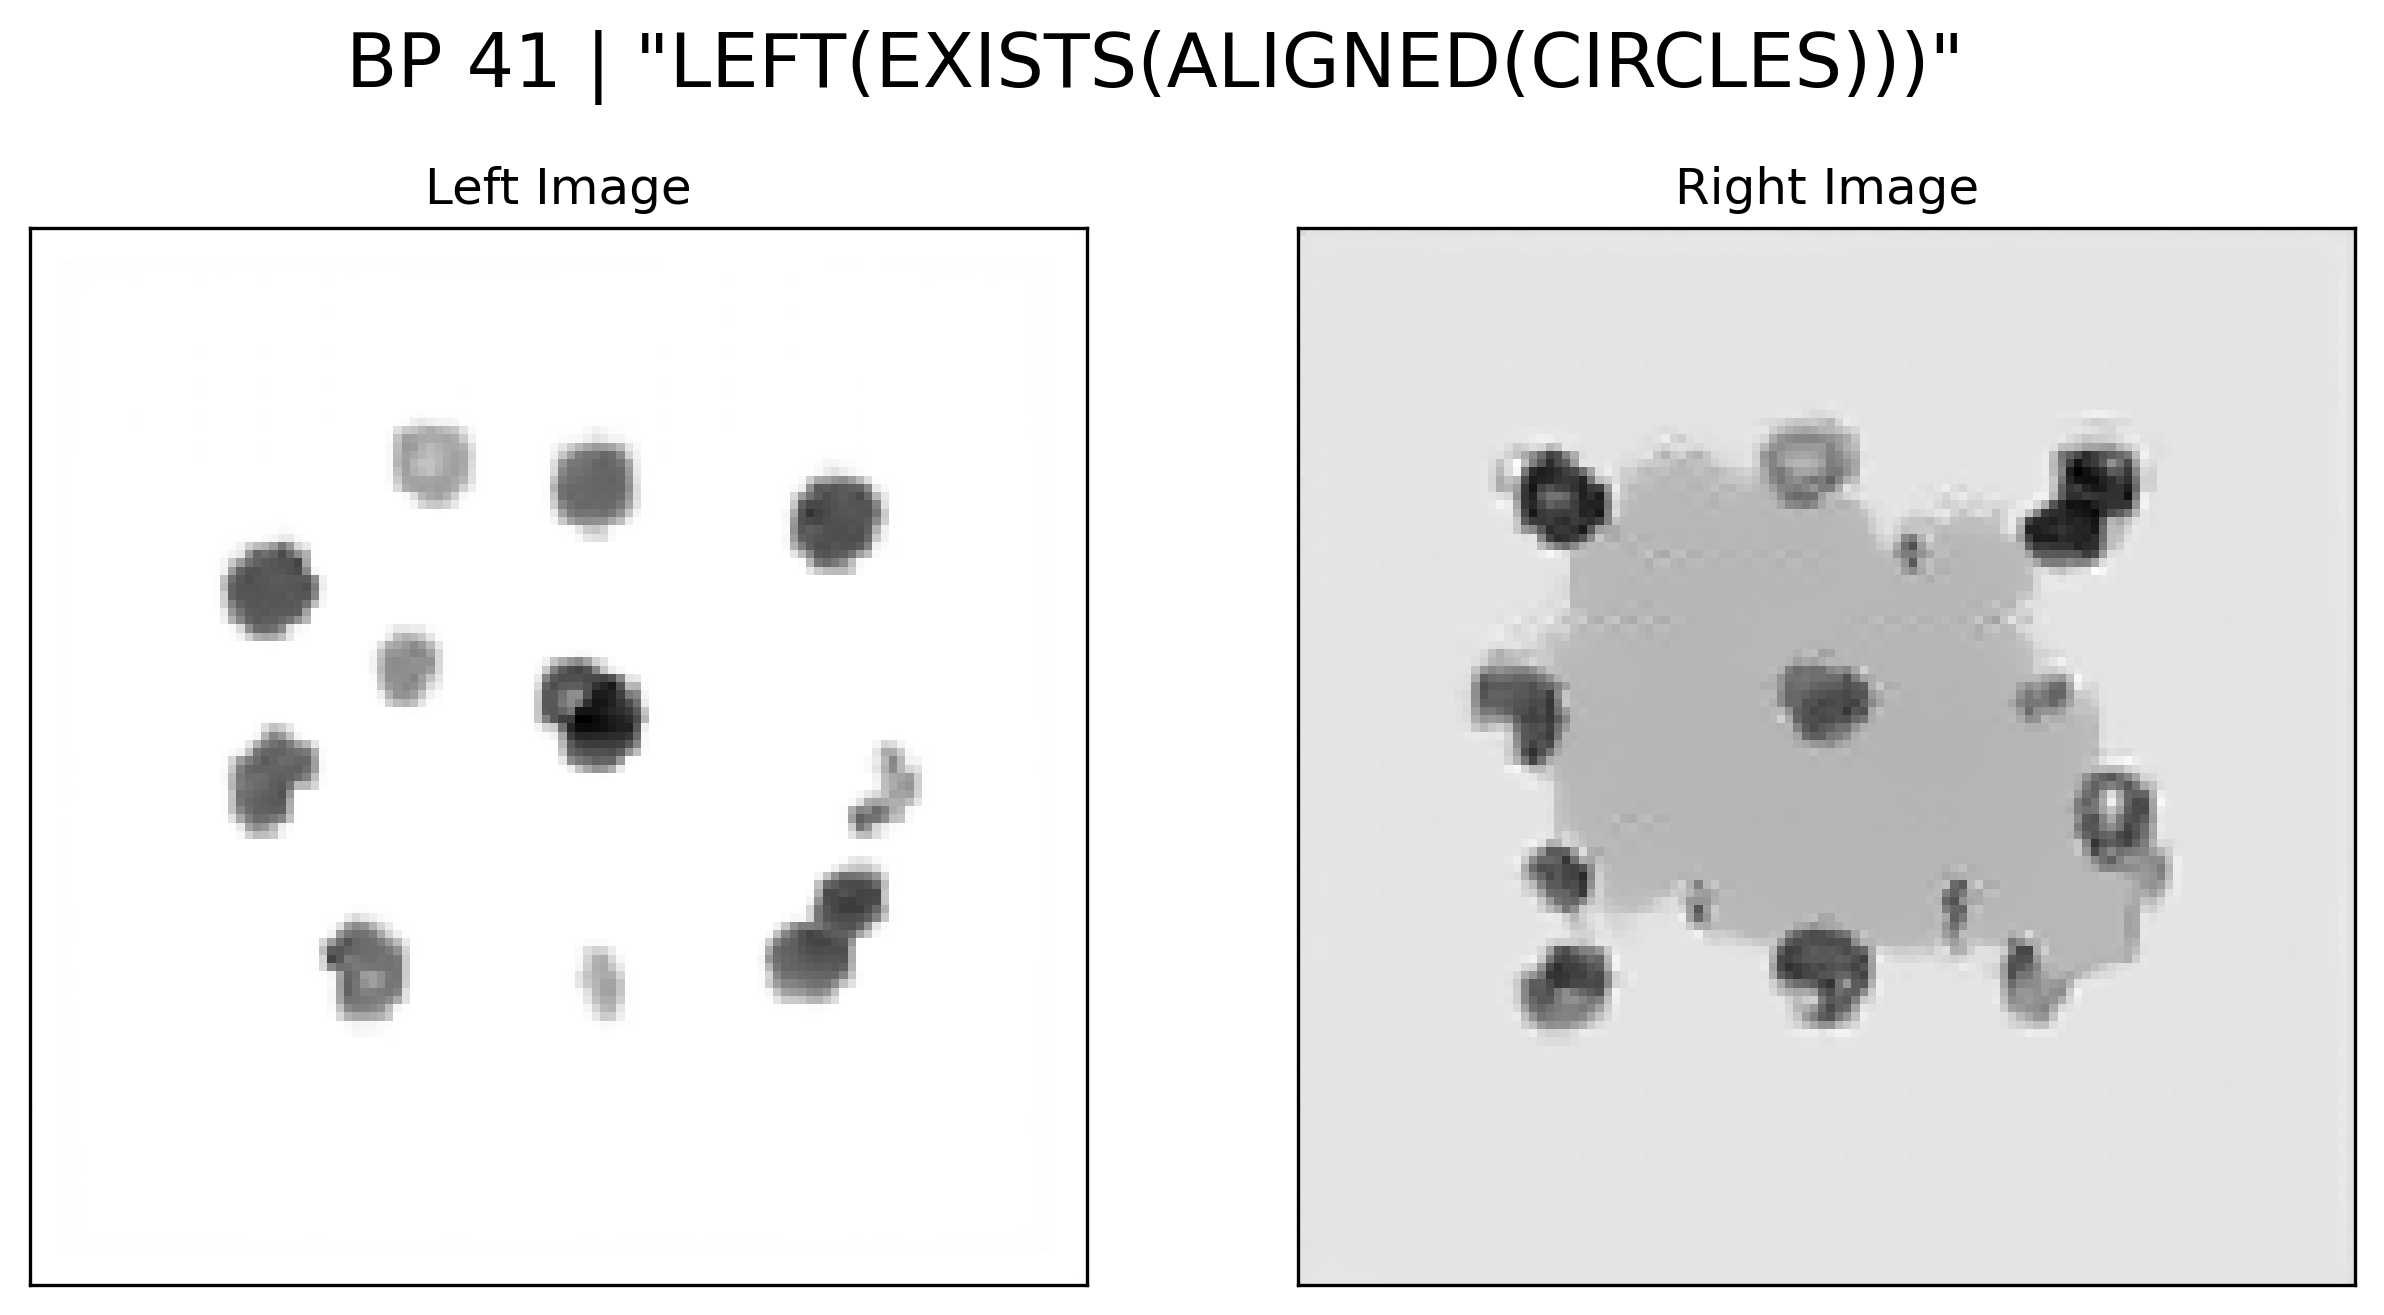 BP 41 | "LEFT(EXISTS(ALIGNED(CIRCLES)))"
Left Image
Right Image